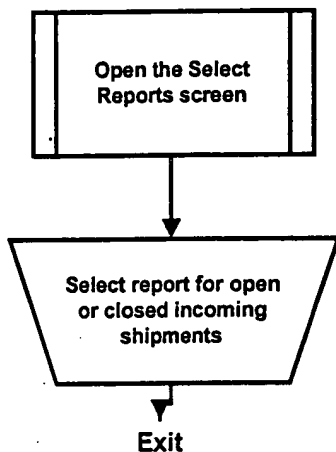 Open the Select
Reports screen
Select report for open
or closed incoming
shipments
Exit